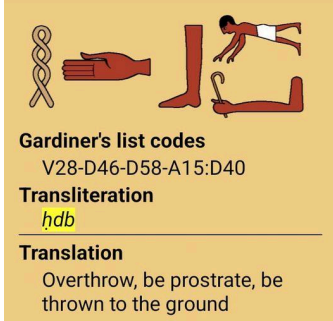 𓎛𓂧𓃀𓀒𓂡
Gardiner's list codes
V28-D46-D58-A15:D40
Transliteration
ḥdb
Translation
Overthrow, be prostrate, be
thrown to the ground